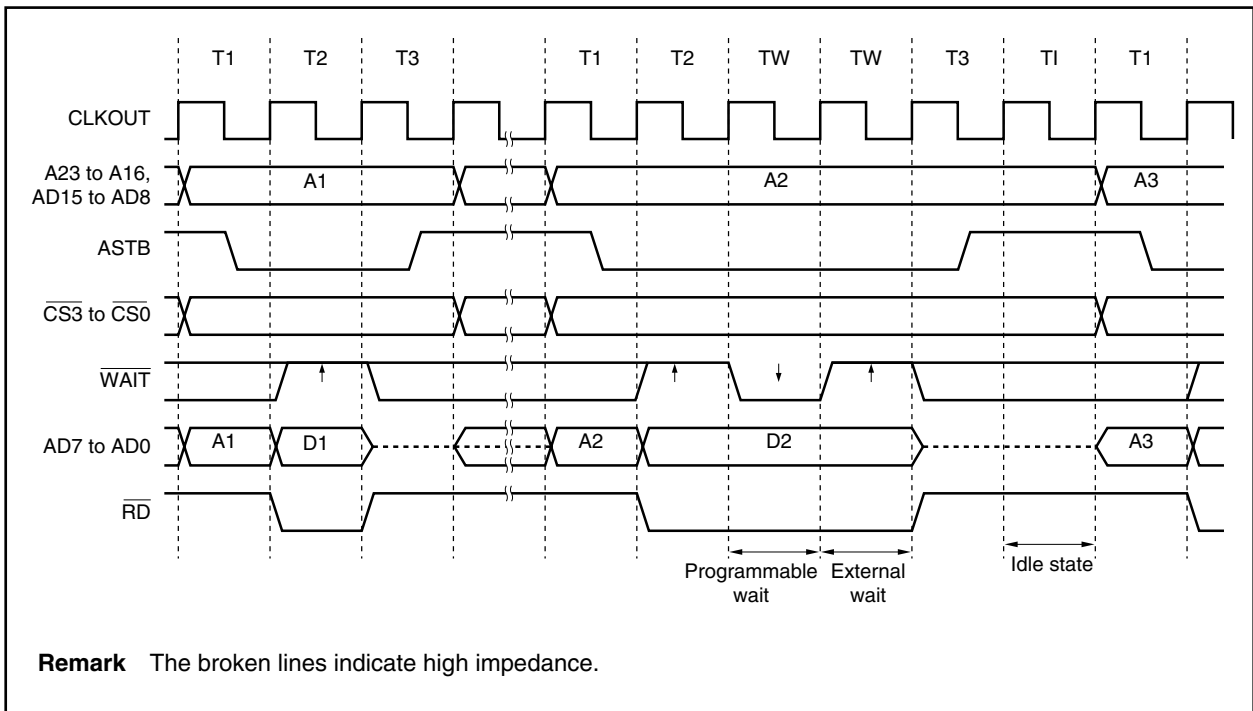 T1 T2 T3 T1 T2 TW TW T3 TI T1
CLKOUT
A23 to A16,
AD15 to AD8
A1 A2 A3
ASTB
CS3 to CS0
WAIT
AD7 to AD0
A1 D1 A2 D2 A3
RD
Programmable
wait
External
wait
Idle state
Remark The broken lines indicate high impedance.